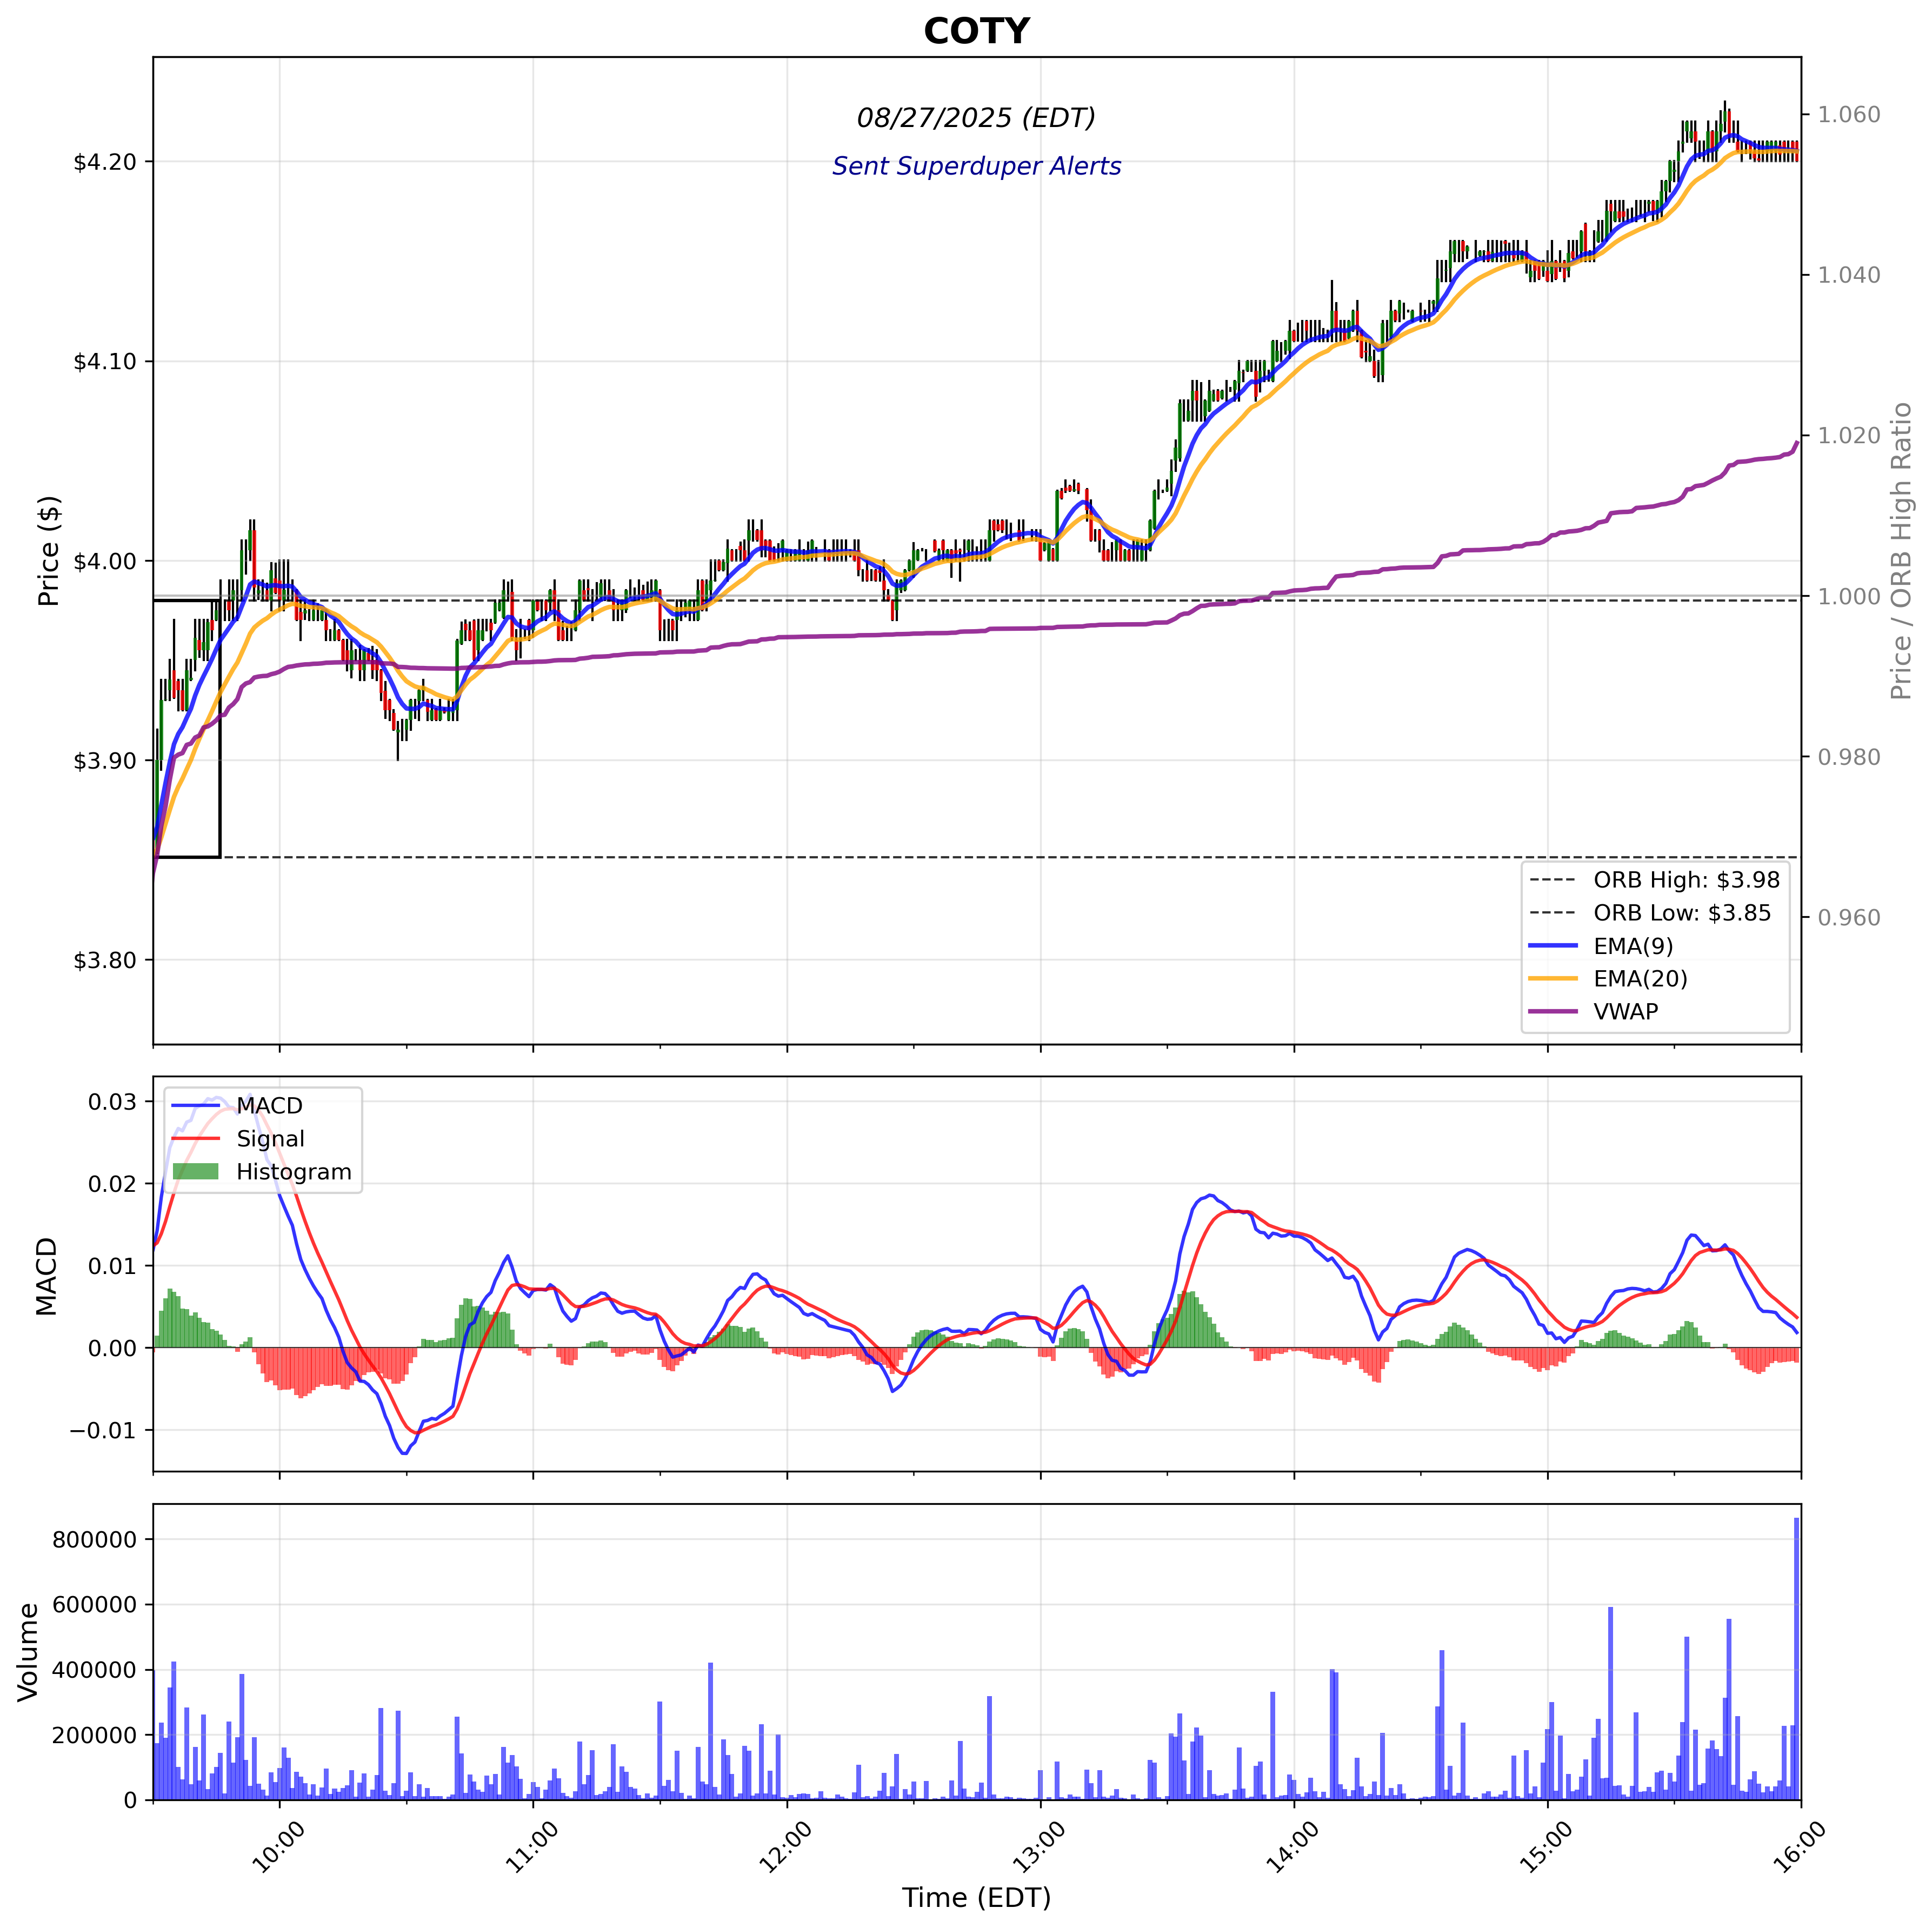 COTY
08/27/2025 (EDT)
Sent Superduper Alerts
Price ($)
$4.20
$4.10
$4.00
$3.90
$3.80
1.060
1.040
1.020
1.000
0.980
0.960
Price / ORB High Ratio
ORB High: $3.98
ORB Low: $3.85
EMA(9)
EMA(20)
VWAP
MACD
0.03
0.02
0.01
0.00
−0.01
MACD
Signal
Histogram
Volume
800000
600000
400000
200000
0
10:00
11:00
12:00
13:00
14:00
15:00
16:00
Time (EDT)